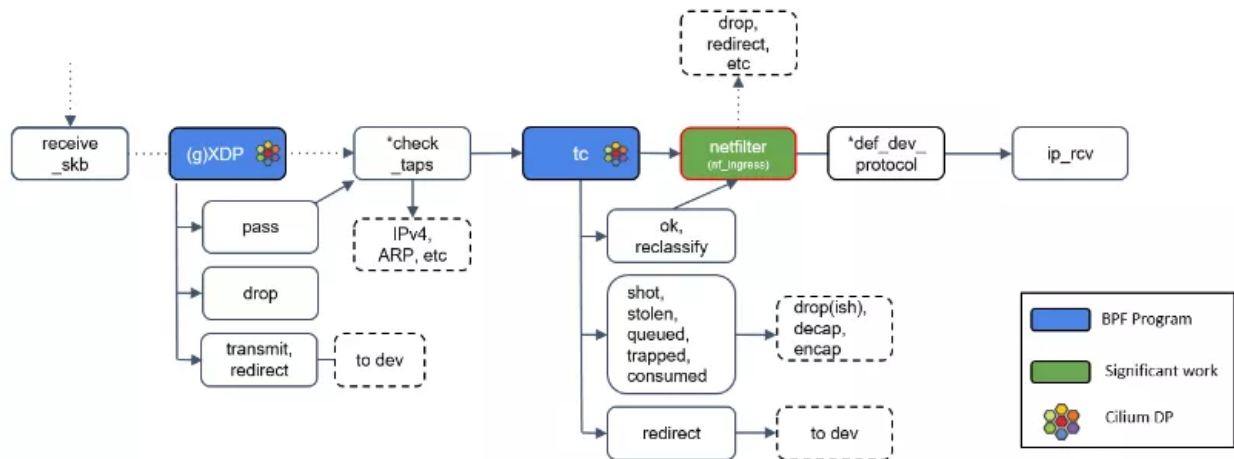 drop,
redirect,
etc
receive
_skb
(g)XDP
*check
_taps
tc
netfilter
(nf_ingress)
*def_dev_
protocol
ip_rcv
pass
IPv4,
ARP, etc
ok,
reclassify
drop
shot,
stolen,
queued,
trapped,
consumed
drop(ish),
decap,
encap
transmit,
redirect
to dev
redirect
to dev
BPF Program
Significant work
Cilium DP